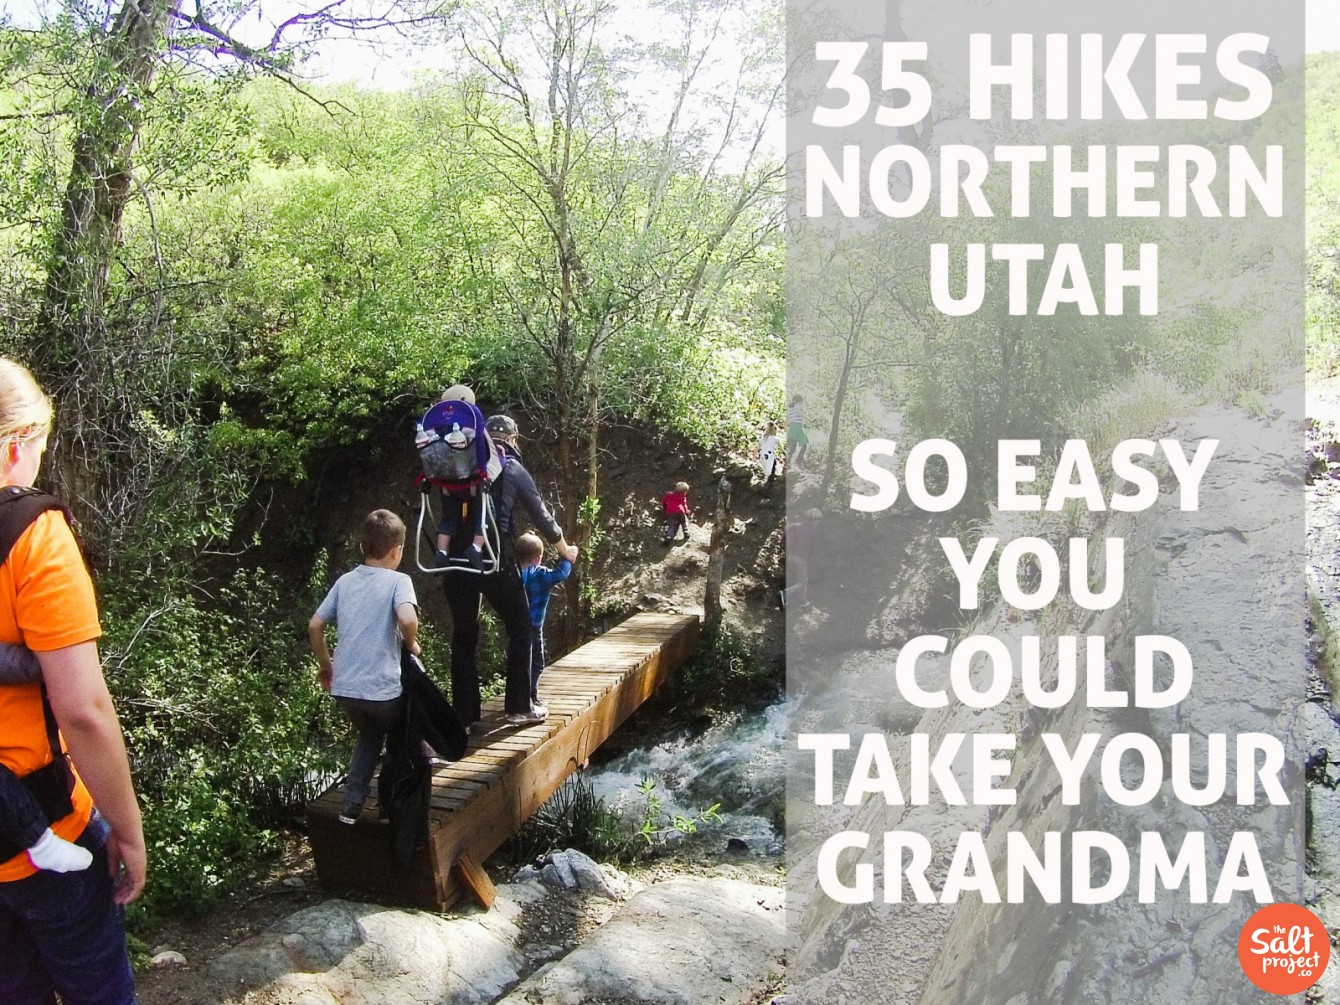 35 HIKES
NORTHERN
UTAH
SO EASY
YOU
COULD
TAKE YOUR
GRANDMA
the
Salt
project
.co